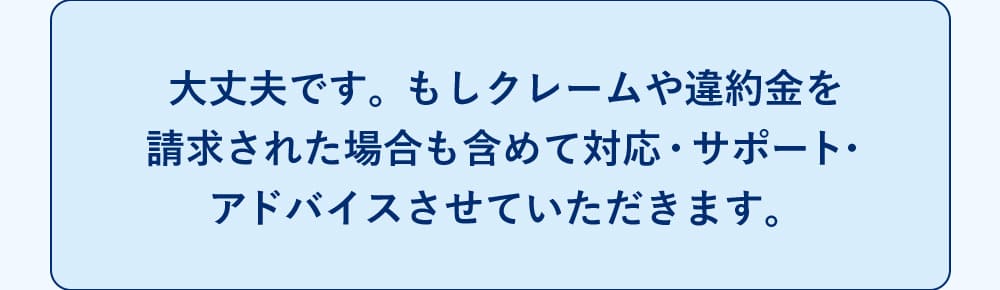 大丈夫です。もしクレームや違約金を
請求された場合も含めて対応・サポート・
アドバイスさせていただきます。